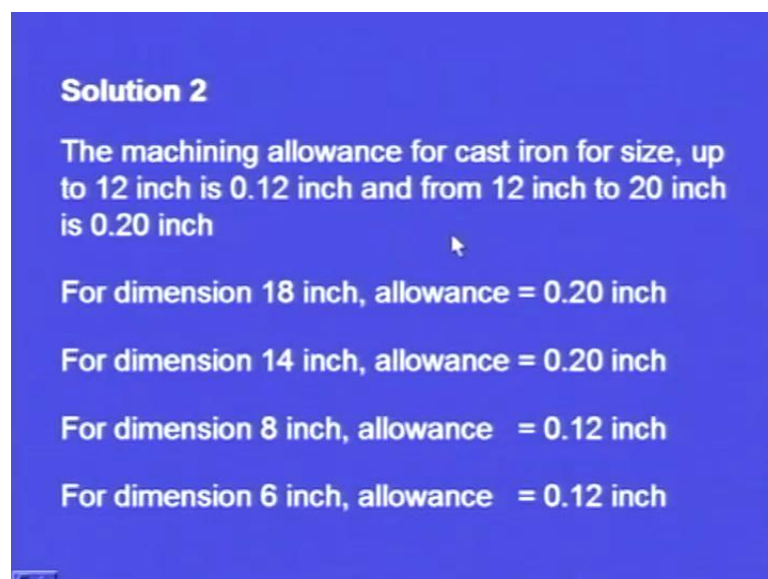 Solution 2
The machining allowance for cast iron for size, up
to 12 inch is 0.12 inch and from 12 inch to 20 inch
is 0.20 inch
For dimension 18 inch, allowance = 0.20 inch
For dimension 14 inch, allowance = 0.20 inch
For dimension 8 inch, allowance = 0.12 inch
For dimension 6 inch, allowance = 0.12 inch